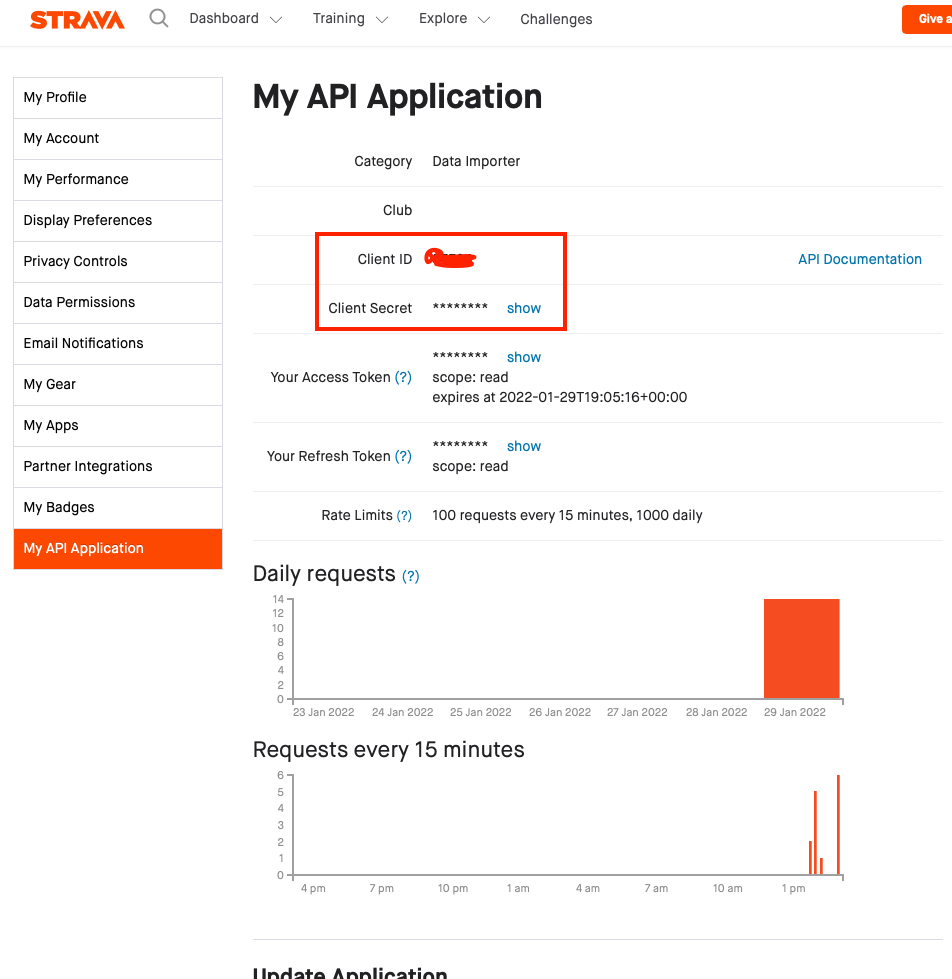 STRAVA
Dashboard Training Explore Challenges
Give a
My Profile
My Account
My Performance
Display Preferences
Privacy Controls
Data Permissions
Email Notifications
My Gear
My Apps
Partner Integrations
My Badges
My API Application
My API Application
Category Data Importer
Club
Client ID
API Documentation
Client Secret ******** show
Your Access Token (?)
******** show
scope: read
expires at 2022-01-29T19:05:16+00:00
Your Refresh Token (?)
******** show
scope: read
Rate Limits (?) 100 requests every 15 minutes, 1000 daily
Daily requests (?)
14
12
10
8
6
4
2
0
23 Jan 2022 24 Jan 2022 25 Jan 2022 26 Jan 2022 27 Jan 2022 28 Jan 2022 29 Jan 2022
Requests every 15 minutes
6
5
4
3
2
1
0
4 pm 7 pm 10 pm 1 am 4 am 7 am 10 am 1 pm
Update Application